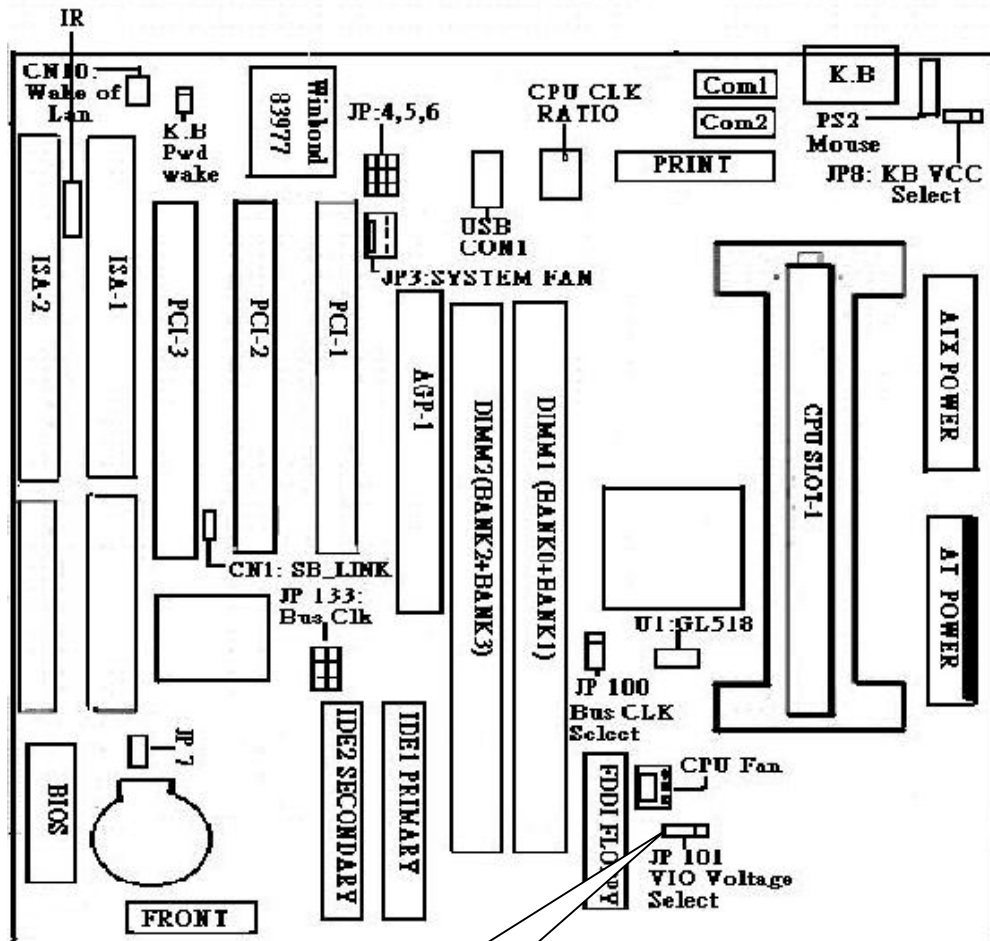 IR
CN10:
Wake of
Lan
K.B
Pwd
wake
Winbond
83977
JP:4,5,6
CPU CLK
RATIO
Com1
Com2
K.B
PS2
Mouse
JP8: KB VCC
Select
PRINT
USB
CON1
JP3:SYSTEM FAN
ISA-2
ISA-1
PCI-3
PCI-2
PCI-1
AGP-1
DIMM2(BANK2+BANK3)
DIMM1 (BANK0+BANK1)
CPU SLOT-1
ATX POWER
AT POWER
CN1: SB_LINK
JP 133:
Bus Clk
U1:GL518
JP 100
Bus CLK
Select
JP 7
BIOS
IDE2 SECONDARY
IDE1 PRIMARY
FDD1 FLOPPY
CPU Fan
JP 101
VIO Voltage
Select
FRONT